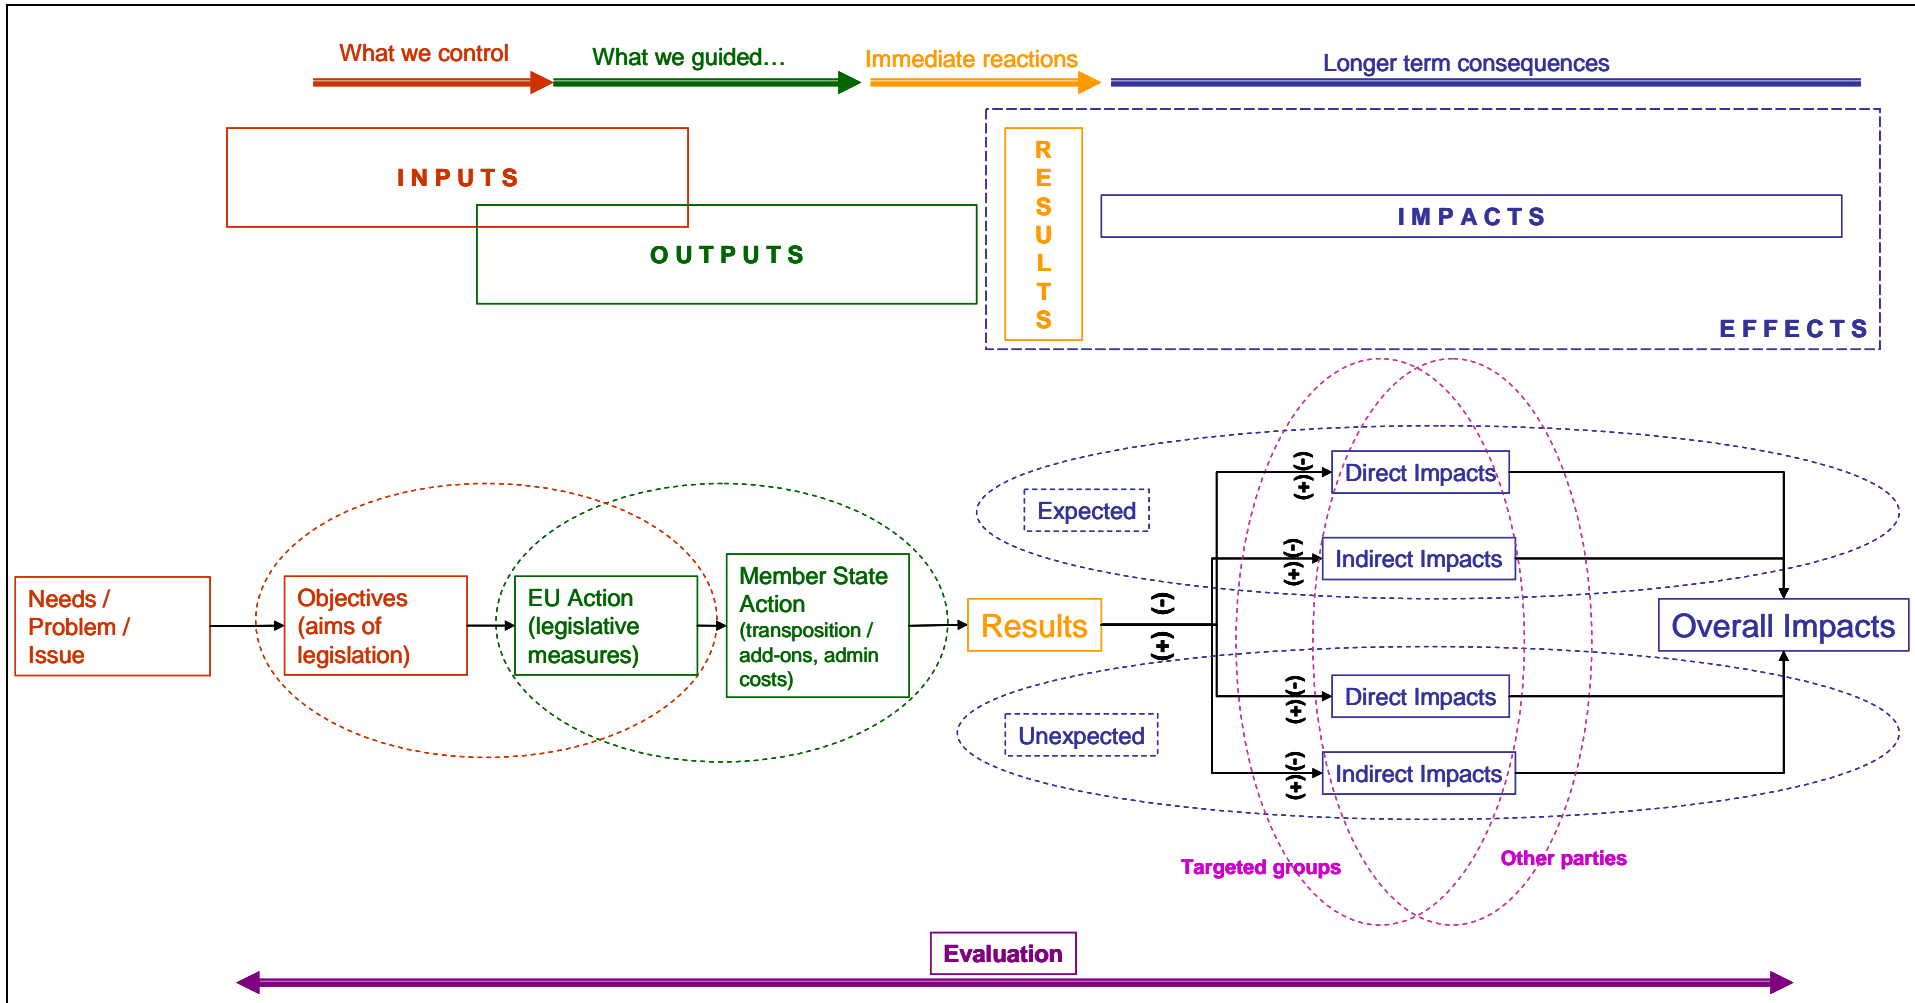 What we control
What we guided…
Immediate reactions
Longer term consequences
INPUTS
OUTPUTS
RESULTS
IMPACTS
EFFECTS
Needs /
Problem /
Issue
Objectives
(aims of
legislation)
EU Action
(legislative
measures)
Member State
Action
(transposition /
add-ons, admin
costs)
Results
(-)
(+)
Expected
(-)
(+)
Direct Impacts
(-)
(+)
Indirect Impacts
Overall Impacts
Unexpected
(-)
(+)
Direct Impacts
(-)
(+)
Indirect Impacts
Targeted groups
Other parties
Evaluation